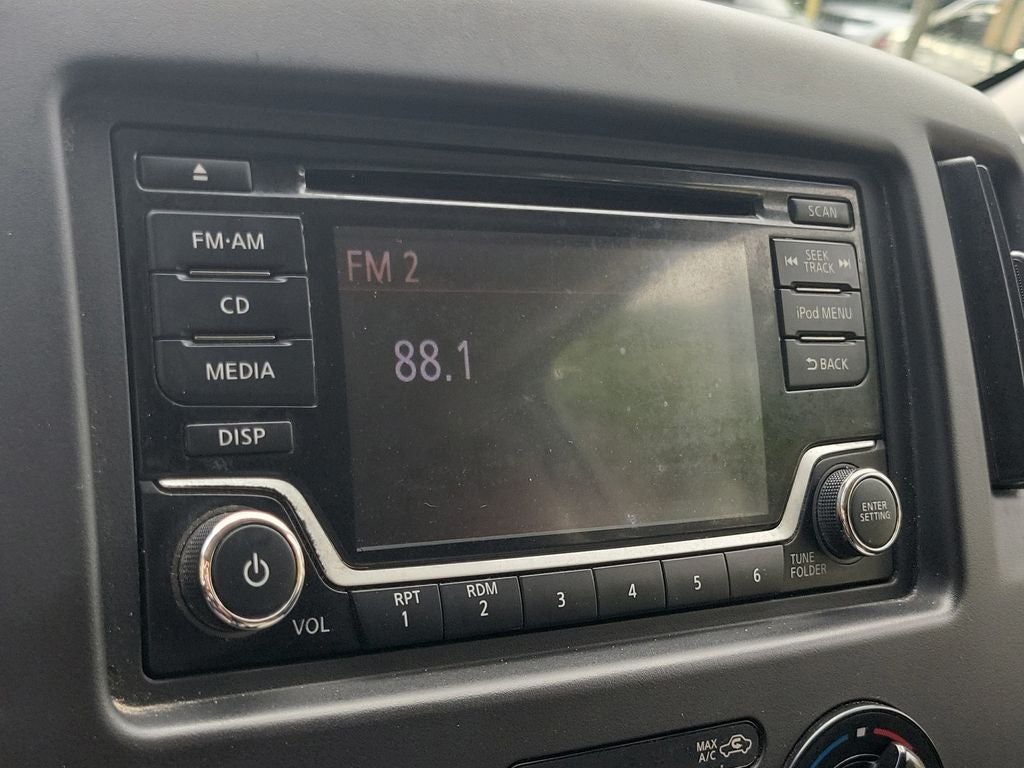 SCAN
FM·AM
SEEK
TRACK
FM 2
CD
iPod MENU
88.1
MEDIA
BACK
DISP
ENTER
SETTING
VOL
RPT
1
RDM
2
3
4
5
6
TUNE
FOLDER
MAX
A/C